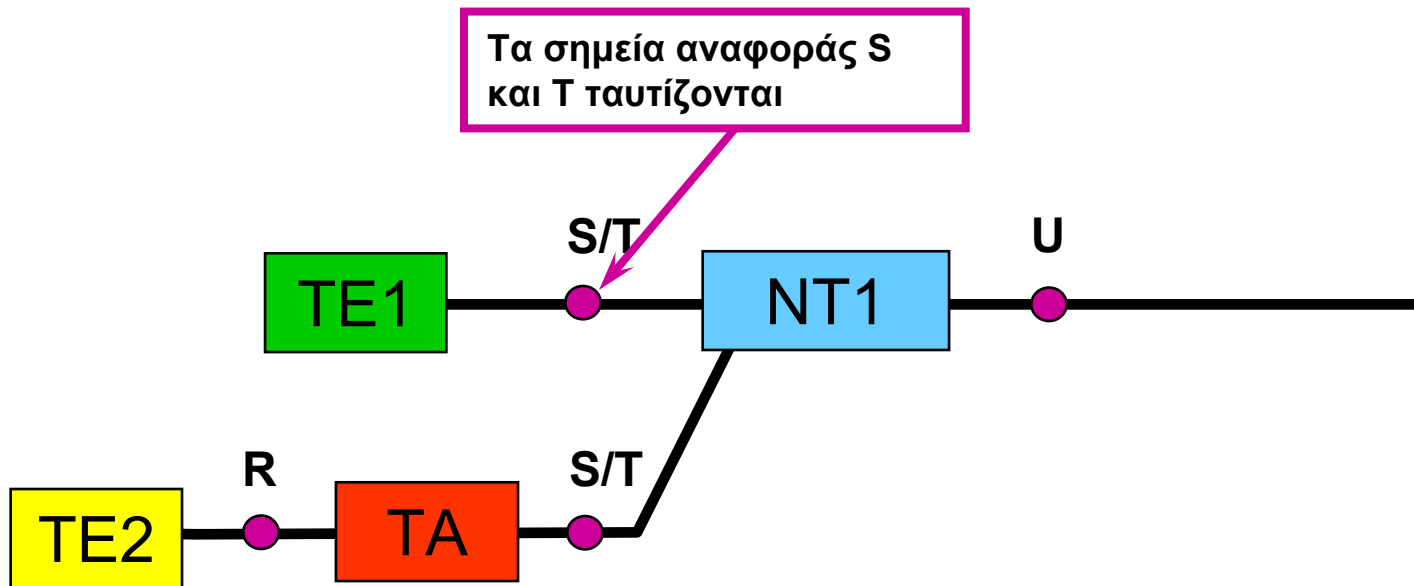 Τα σημεία αναφοράς S
και T ταυτίζονται
S/T
U
TE1
NT1
R
S/T
TE2
TA